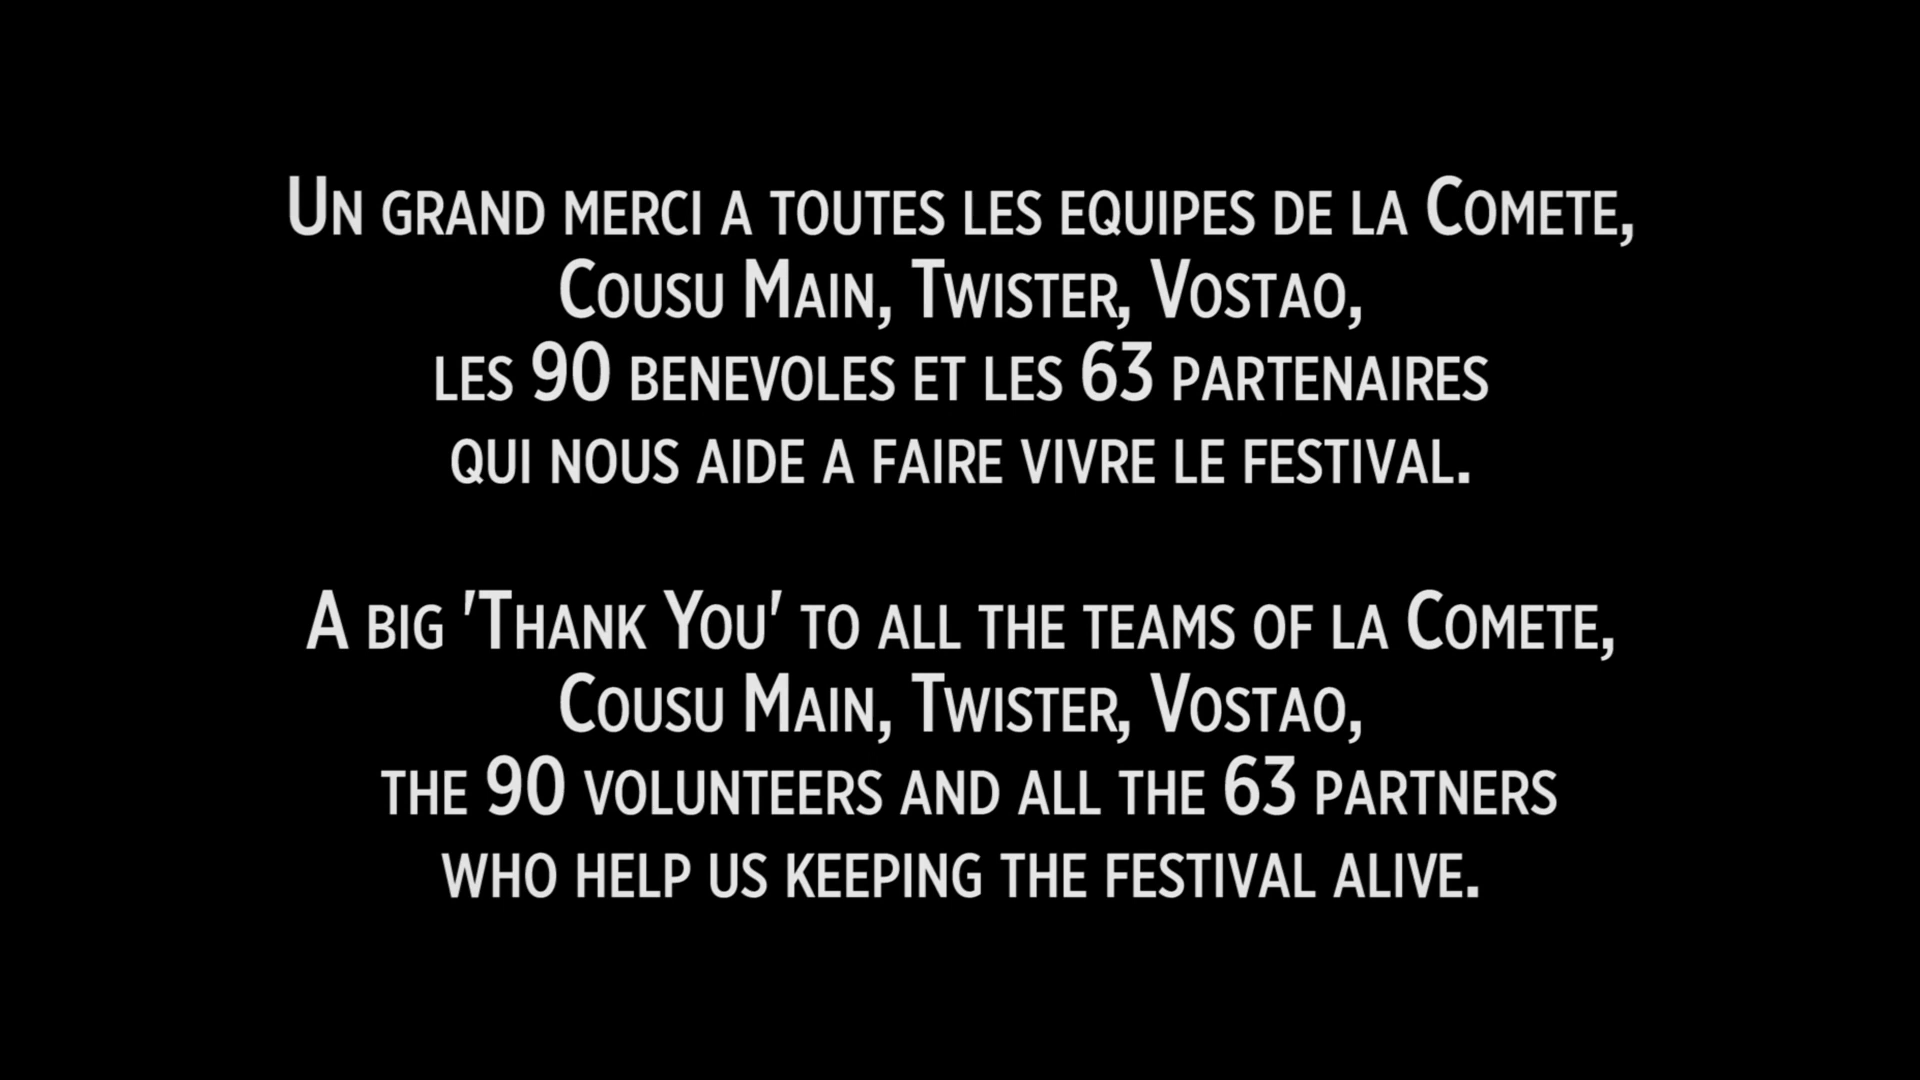 Un grand merci a toutes les equipes de la Comete,
Cousu Main, Twister, Vostao,
les 90 benevoles et les 63 partenaires
qui nous aide a faire vivre le festival.
A big 'Thank You' to all the teams of la Comete,
Cousu Main, Twister, Vostao,
the 90 volunteers and all the 63 partners
who help us keeping the festival alive.